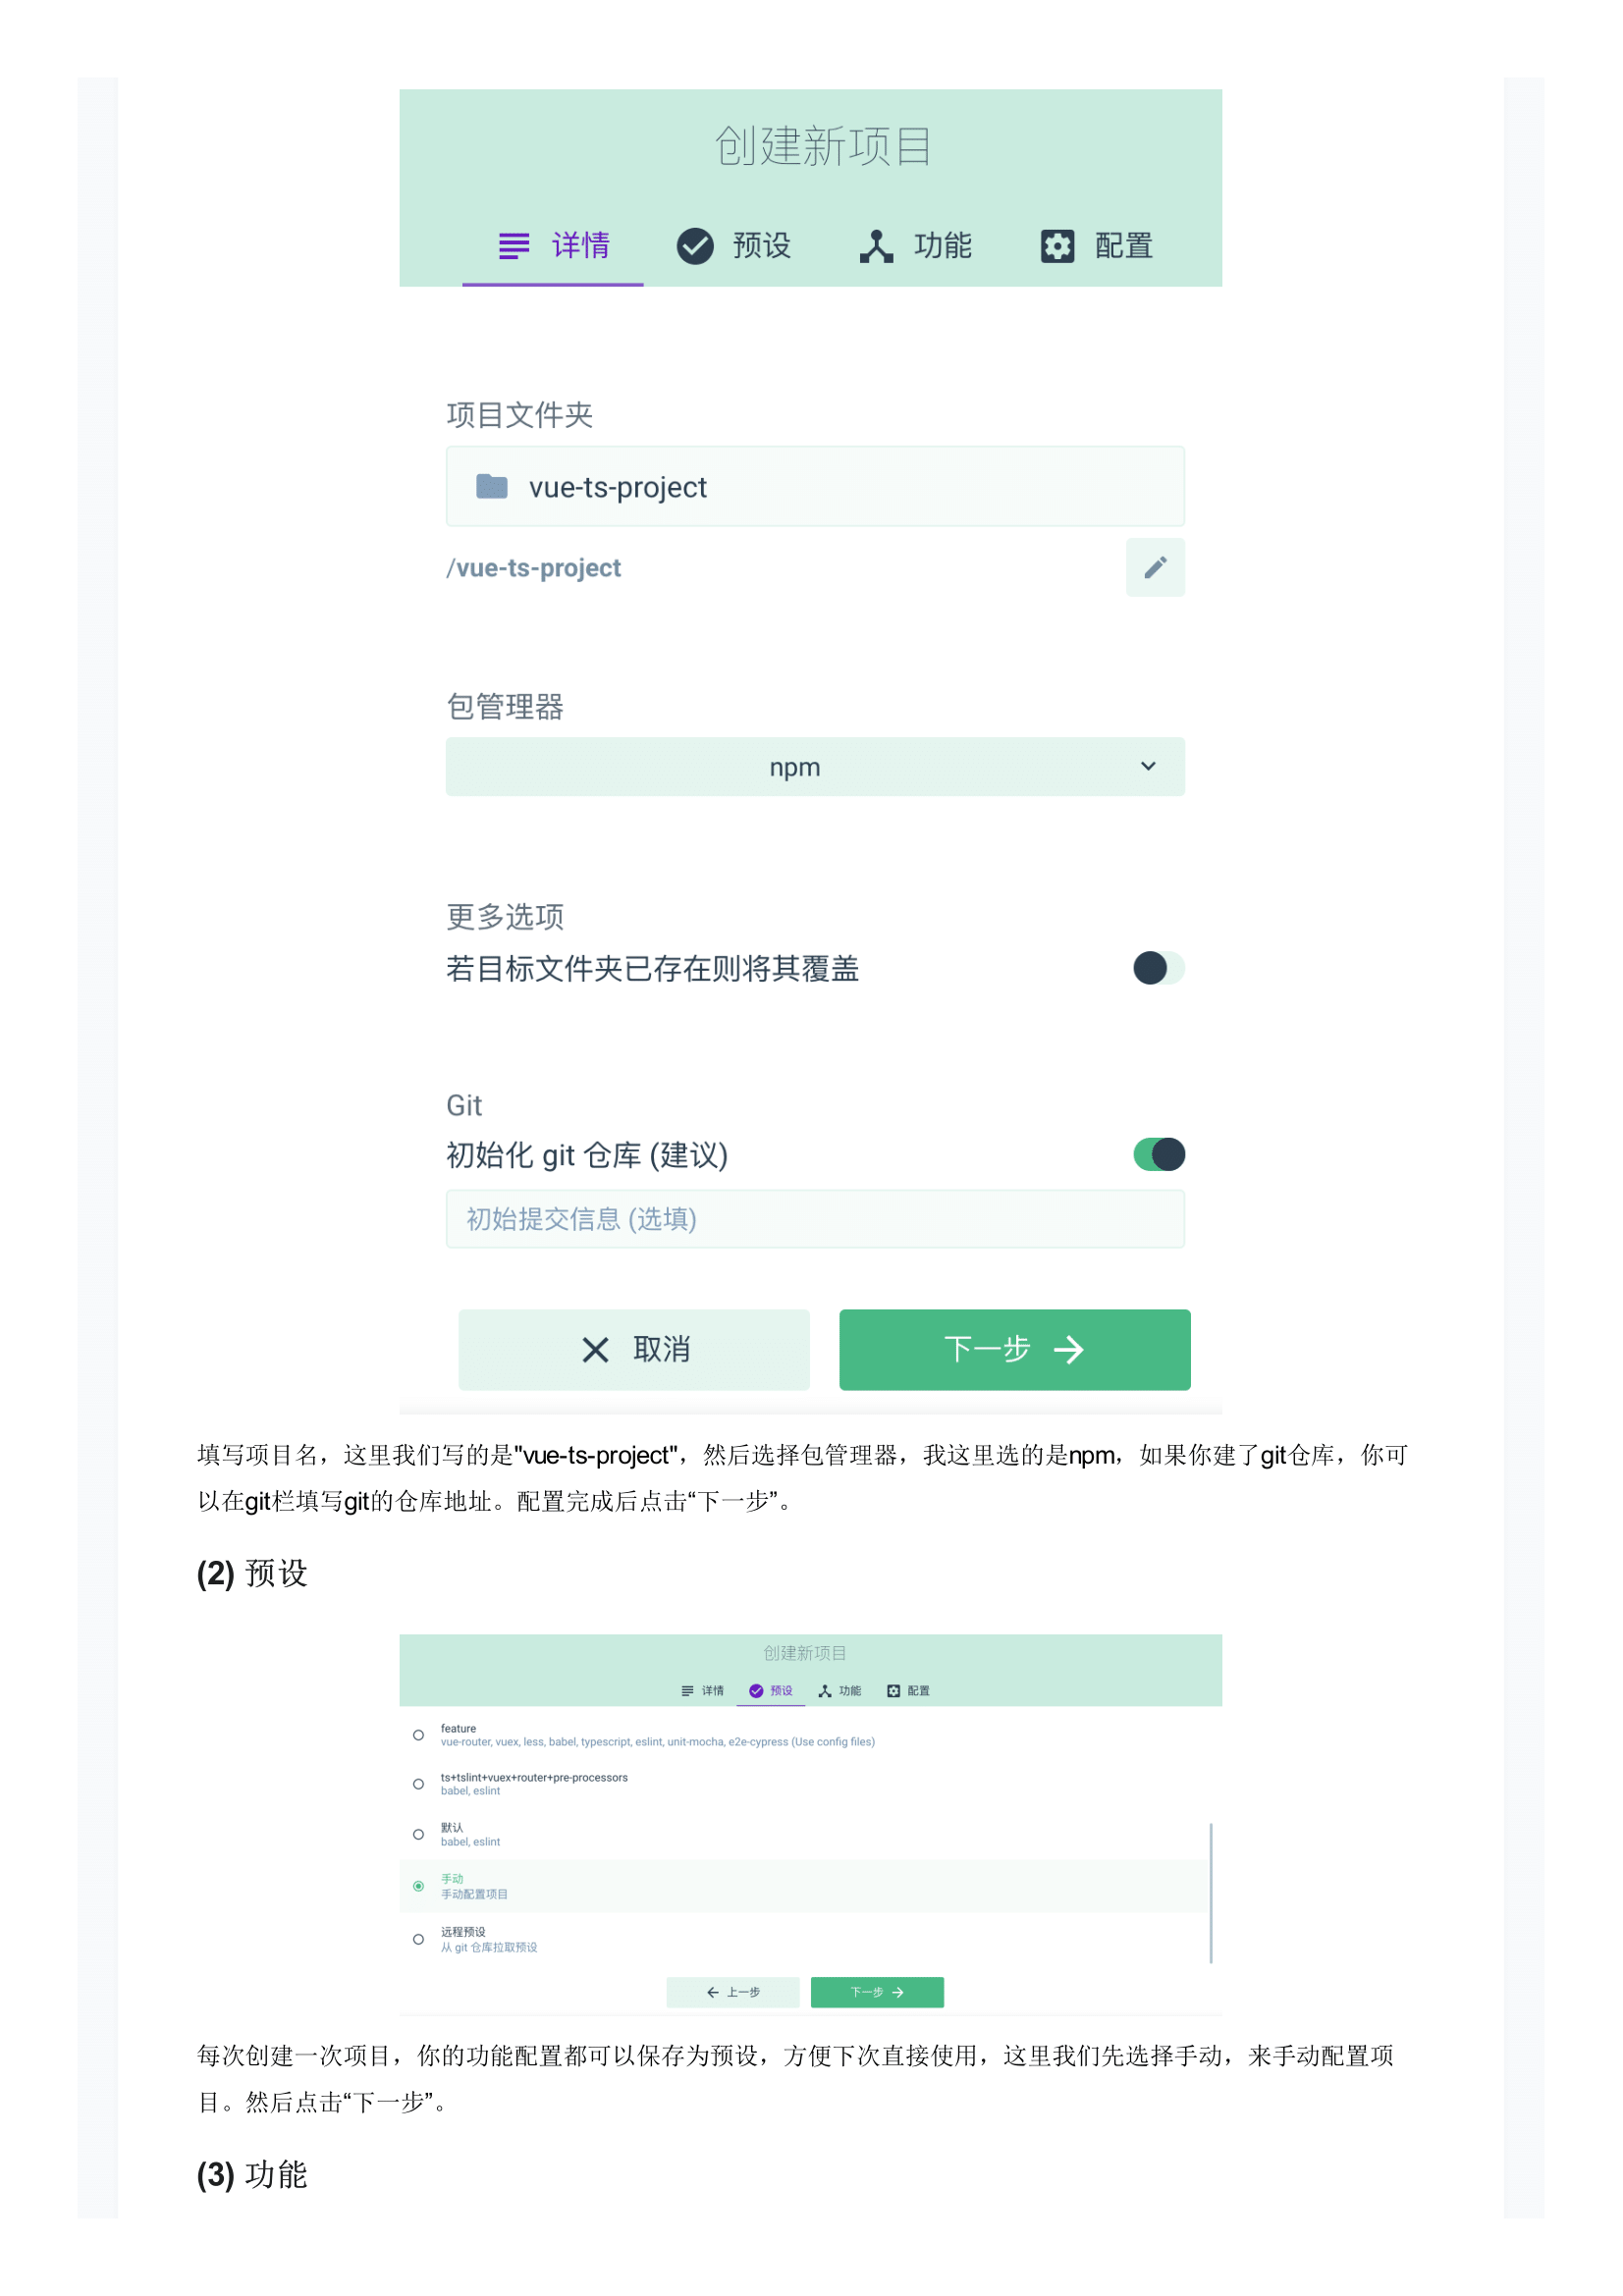 创建新项目
详情 预设 功能 配置
项目文件夹
vue-ts-project
/vue-ts-project
包管理器
npm
更多选项
若目标文件夹已存在则将其覆盖
Git
初始化 git 仓库 (建议)
初始提交信息 (选填)
取消 下一步
填写项目名，这里我们写的是"vue-ts-project"，然后选择包管理器，我这里选的是npm，如果你建了git仓库，你可
以在git栏填写git的仓库地址。配置完成后点击“下一步”。
(2) 预设
创建新项目
详情 预设 功能 配置
feature
vue-router, vuex, less, babel, typescript, eslint, unit-mocha, e2e-cypress (Use config files)
ts+tslint+vuex+router+pre-processors
babel, eslint
默认
babel, eslint
手动
手动配置项目
远程预设
从 git 仓库拉取预设
上一步 下一步
每次创建一次项目，你的功能配置都可以保存为预设，方便下次直接使用，这里我们先选择手动，来手动配置项
目。然后点击“下一步”。
(3) 功能